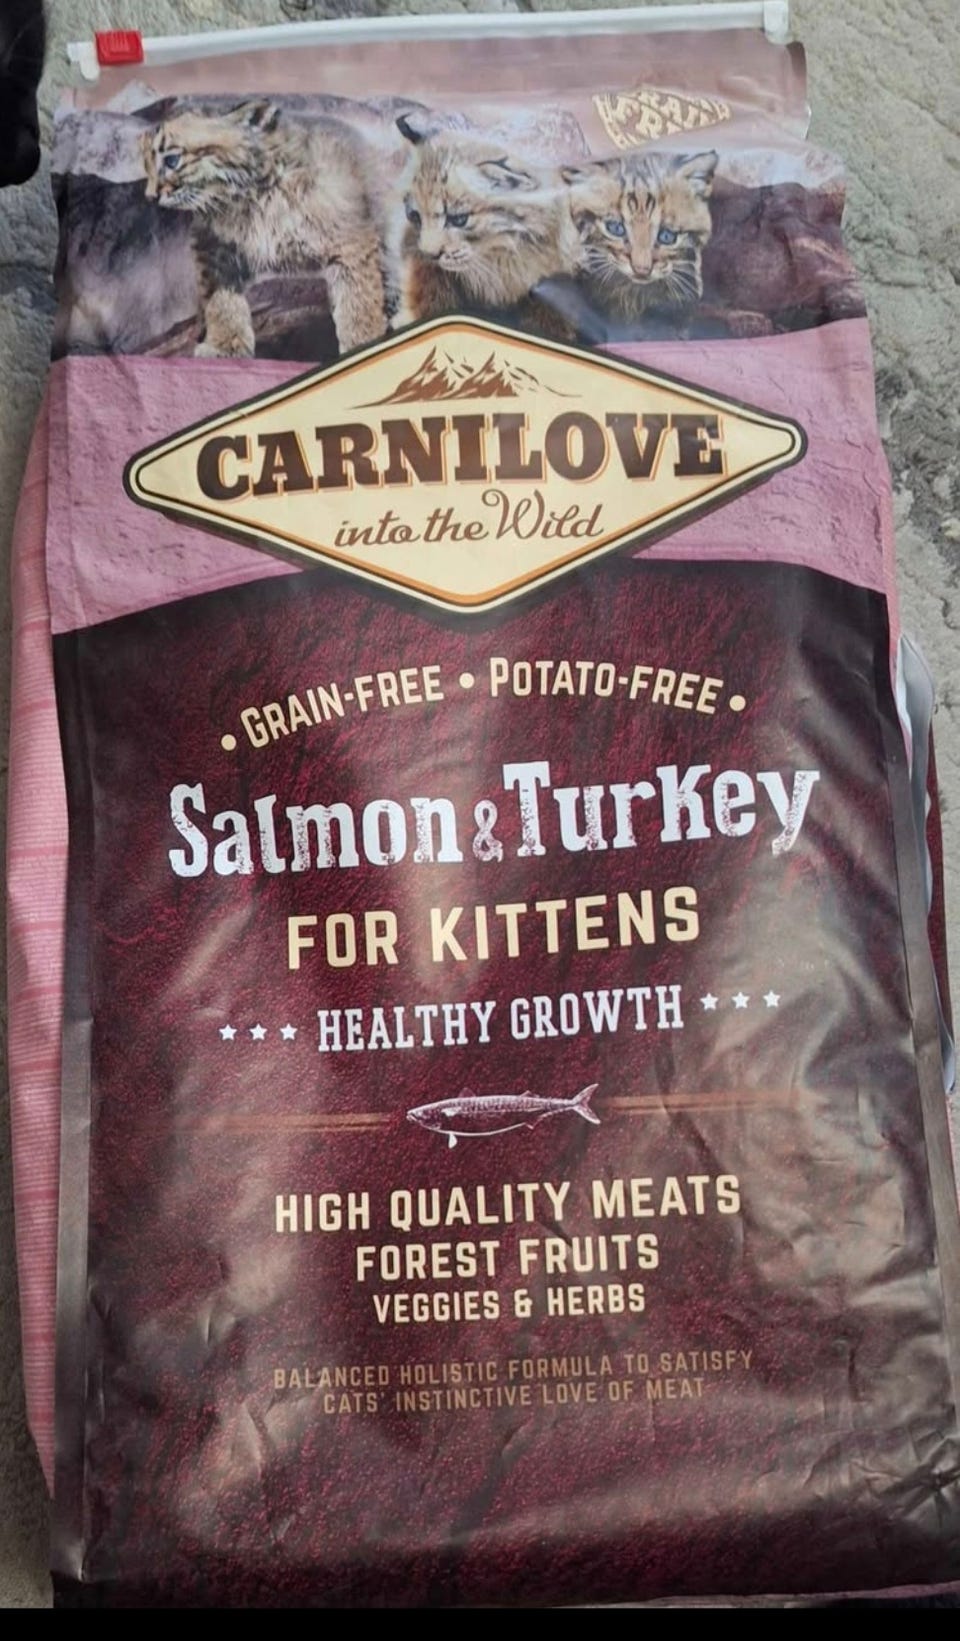 CARNILOVE
into the Wild
• GRAIN-FREE • POTATO-FREE •
Salmon & Turkey
FOR KITTENS
HEALTHY GROWTH
HIGH QUALITY MEATS
FOREST FRUITS
VEGGIES & HERBS
BALANCED HOLISTIC FORMULA TO SATISFY
CATS' INSTINCTIVE LOVE OF MEAT